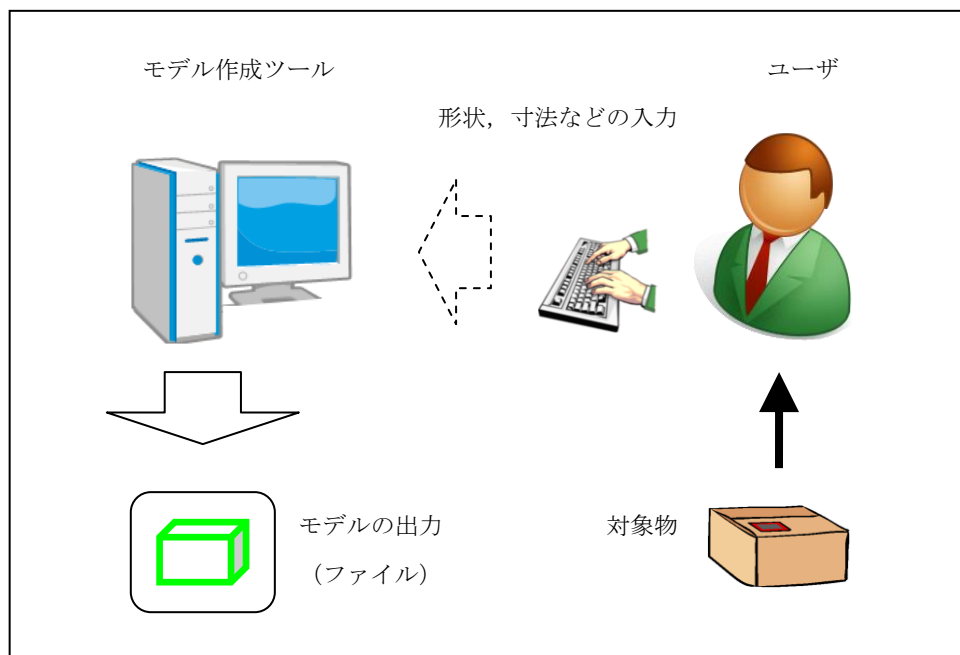 モデル作成ツール
ユーザ
形状，寸法などの入力
モデルの出力
（ファイル）
対象物